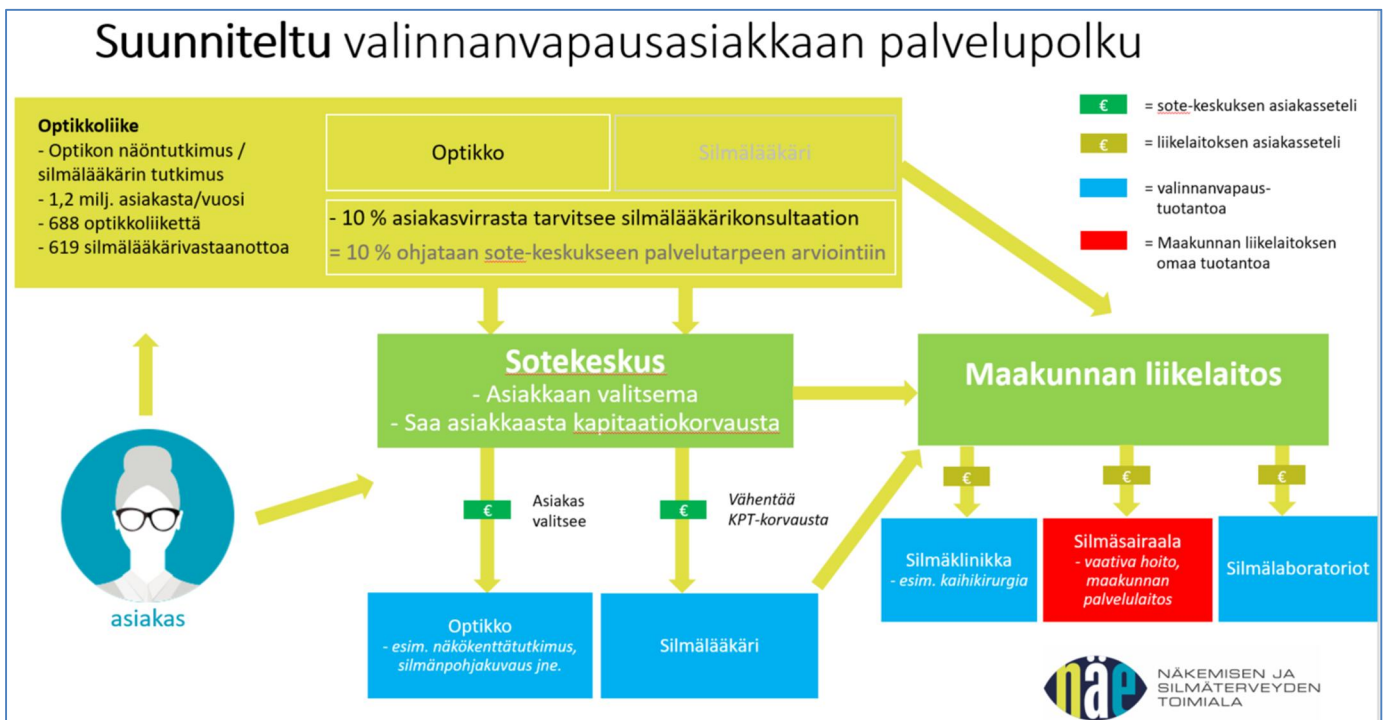 Suunniteltu valinnanvapausasiakkaan palvelupolku
Optikkoliike
- Optikon näöntutkimus /
silmälääkärin tutkimus
- 1,2 milj. asiakasta/vuosi
- 688 optikkoliikettä
- 619 silmälääkärivastaanottoa
Optikko
Silmälääkäri
- 10 % asiakasvirrasta tarvitsee silmälääkärikonsultaation
= 10 % ohjataan sote-keskukseen palvelutarpeen arviointiin
€ = sote-keskuksen asiakasseteli
€ = liikelaitoksen asiakasseteli
= valinnanvapaus-
tuotantoa
= Maakunnan liikelaitoksen
omaa tuotantoa
Sotekeskus
- Asiakkaan valitsema
- Saa asiakkaasta kapitaatiokorvausta
Maakunnan liikelaitos
asiakas
€
Asiakas
valitsee
€
Vähentää
KPT-korvausta
€
€
€
Optikko
- esim. näkökenttätutkimus,
silmänpohjakuvaus jne.
Silmälääkäri
Silmäklinikka
- esim. kaihikirurgia
Silmäsairaala
- vaativa hoito,
maakunnan
palvelulaitos
Silmälaboratoriot
näe
NÄKEMISEN JA
SILMÄTERVEYDEN
TOIMIALA